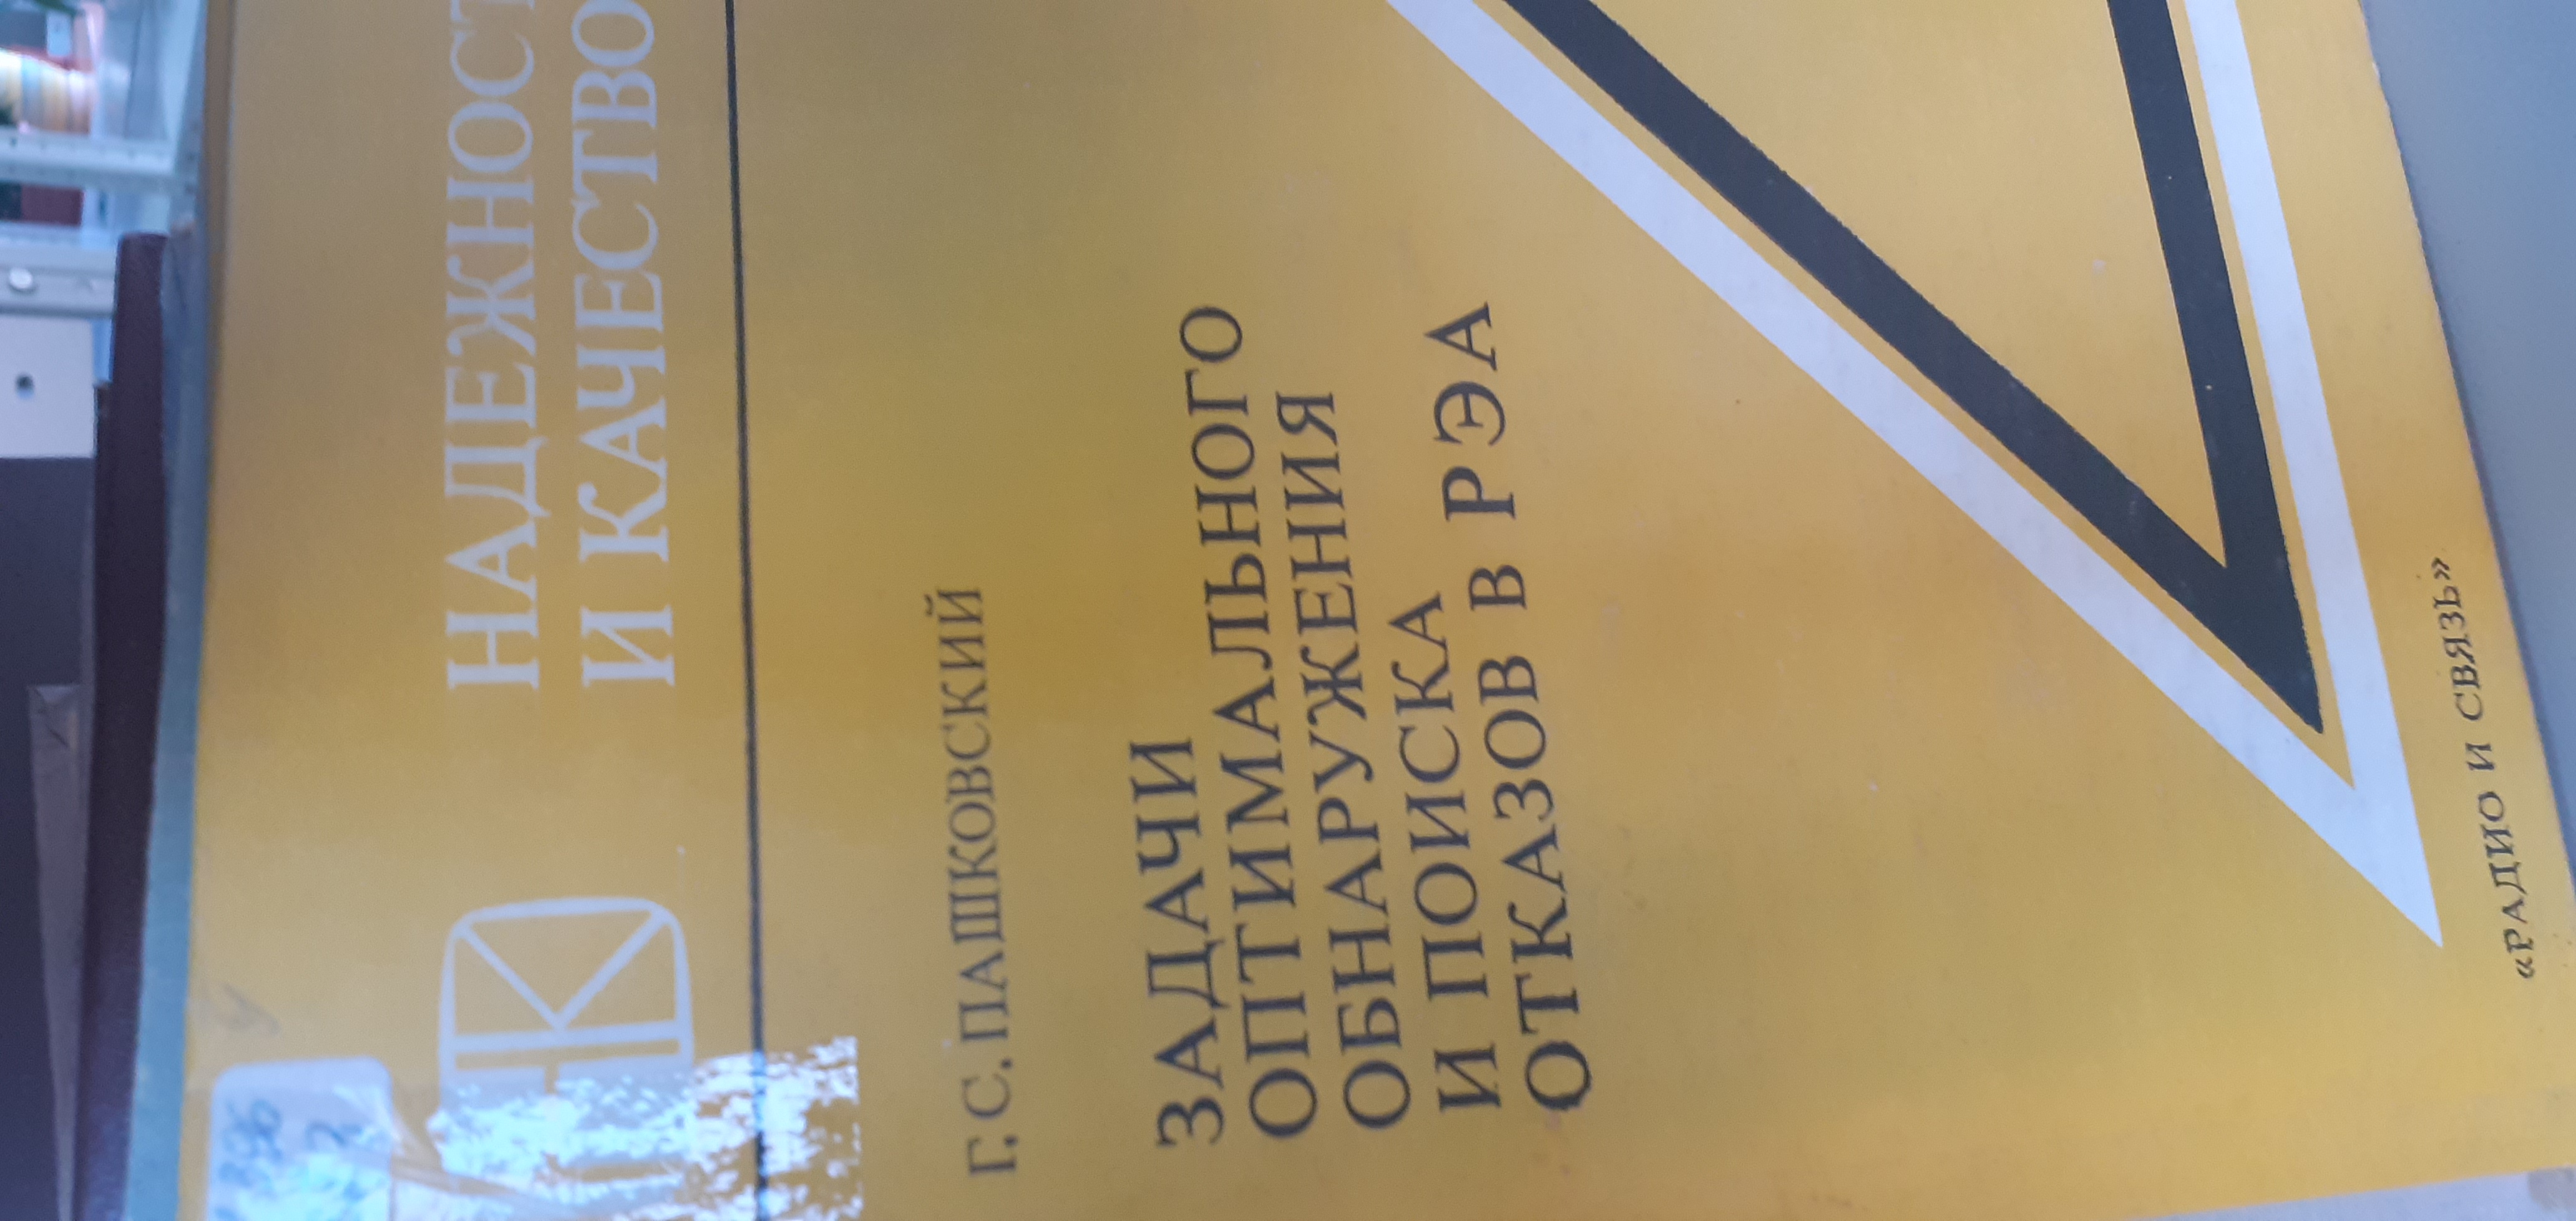 НАДЕЖНОСТ
И КАЧЕСТВО
Г. С. ПАШКОВСКИЙ
ЗАДАЧИ
ОПТИМАЛЬНОГО
ОБНАРУЖЕНИЯ
И ПОИСКА
ОТКАЗОВ В РЭА
«РАДИО И СВЯЗЬ»